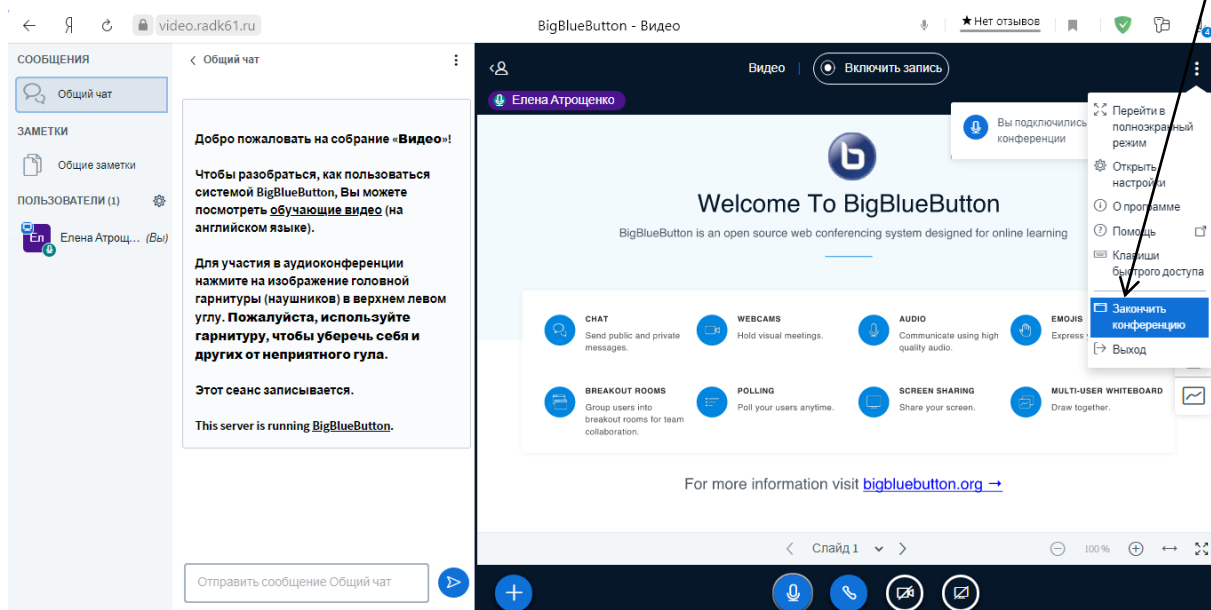 video.radk61.ru
BigBlueButton - Видео
★ Нет отзывов
4
СООБЩЕНИЯ
Общий чат
ЗАМЕТКИ
Общие заметки
ПОЛЬЗОВАТЕЛИ (1)
Ел
Елена Атрощ... (Вы)
Общий чат
Добро пожаловать на собрание «Видео»!
Чтобы разобраться, как пользоваться
системой BigBlueButton, Вы можете
посмотреть обучающие видео (на
английском языке).
Для участия в аудиоконференции
нажмите на изображение головной
гарнитуры (наушников) в верхнем левом
углу. Пожалуйста, используйте
гарнитуру, чтобы уберечь себя и
других от неприятного гула.
Этот сеанс записывается.
This server is running BigBlueButton.
Отправить сообщение Общий чат
Видео
Включить запись
Елена Атрощенко
Вы подключились
конференции
Welcome To BigBlueButton
BigBlueButton is an open source web conferencing system designed for online learning
CHAT
Send public and private
messages.
WEBCAMS
Hold visual meetings.
AUDIO
Communicate using high
quality audio.
EMOJIS
Express
BREAKOUT ROOMS
Group users into
breakout rooms for team
collaboration.
POLLING
Poll your users anytime.
SCREEN SHARING
Share your screen.
MULTI-USER WHITEBOARD
Draw together.
For more information visit bigbluebutton.org →
Слайд 1
100 %
Перейти в
полноэкранный
режим
Открыть
настройки
О программе
Помощь
Клавиши
быстрого доступа
Закончить
конференцию
Выход